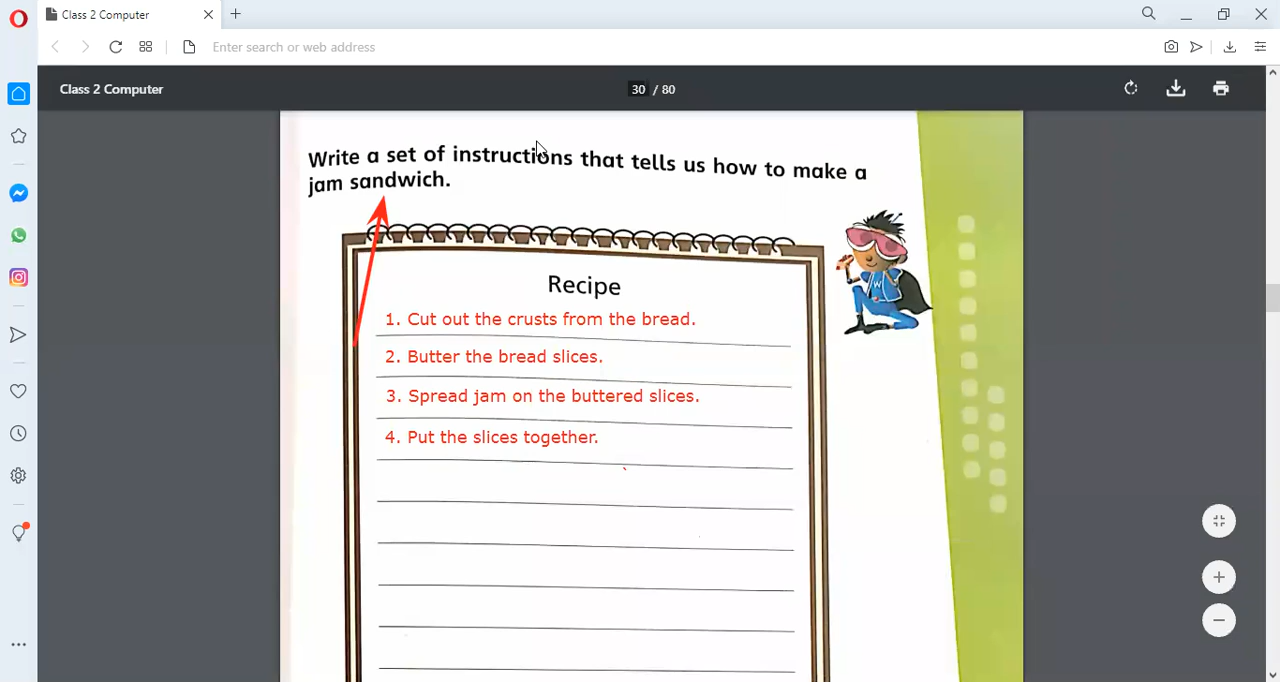 Class 2 Computer
Enter search or web address
Class 2 Computer
30 / 80
Write a set of instructions that tells us how to make a
jam sandwich.
Recipe
1. Cut out the crusts from the bread.
2. Butter the bread slices.
3. Spread jam on the buttered slices.
4. Put the slices together.
W